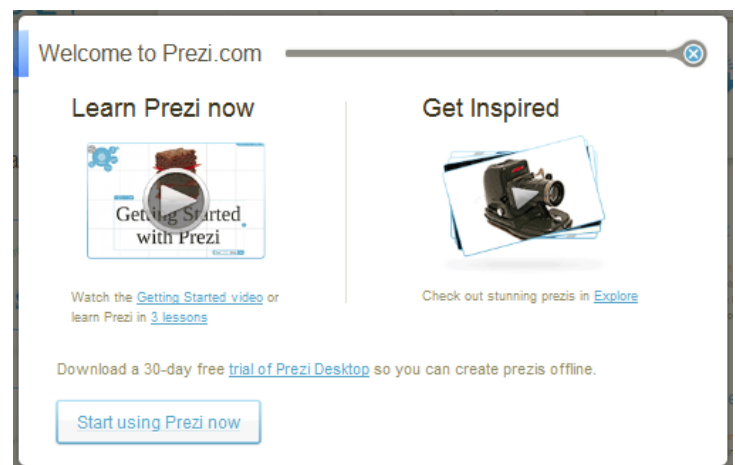 Welcome to Prezi.com
Learn Prezi now
Getting Started
with Prezi
Watch the Getting Started video or
learn Prezi in 3 lessons
Get Inspired
Check out stunning prezis in Explore
Download a 30-day free trial of Prezi Desktop so you can create prezis offline.
Start using Prezi now